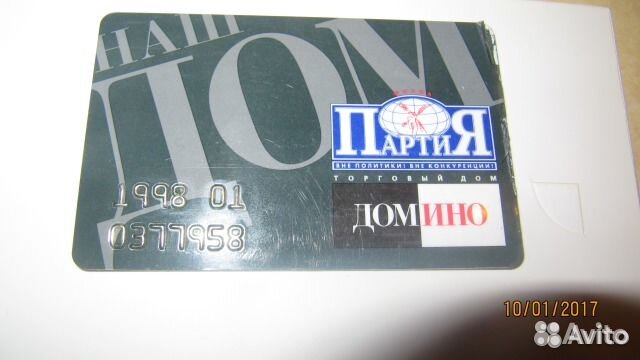 НАШ
ДОМ
ПАРТИЯ
ВНЕ ПОЛИТИКИ! ВНЕ КОНКУРЕНЦИИ!
ТОРГОВЫЙ ДОМ
ДОМИНО
1998 01
0377958
10/01/2017
Avito